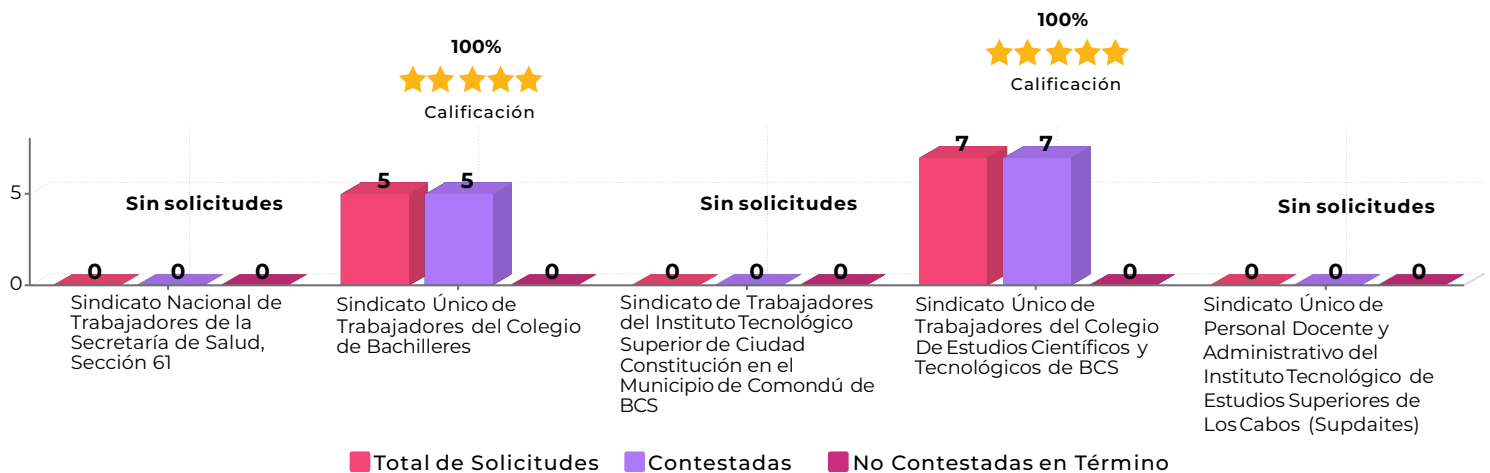 100%
Calificación
100%
Calificación
5
0
Sin solicitudes
0
0
0
5
5
0
Sin solicitudes
0
0
0
7
7
0
Sin solicitudes
0
0
0
Sindicato Nacional de
Trabajadores de la
Secretaría de Salud,
Sección 61
Sindicato Único de
Trabajadores del Colegio
de Bachilleres
Sindicato de Trabajadores
del Instituto Tecnológico
Superior de Ciudad
Constitución en el
Municipio de Comondú de
BCS
Sindicato Único de
Trabajadores del Colegio
De Estudios Científicos y
Tecnológicos de BCS
Sindicato Único de
Personal Docente y
Administrativo del
Instituto Tecnológico de
Estudios Superiores de
Los Cabos (Supdaites)
Total de Solicitudes
Contestadas
No Contestadas en Término